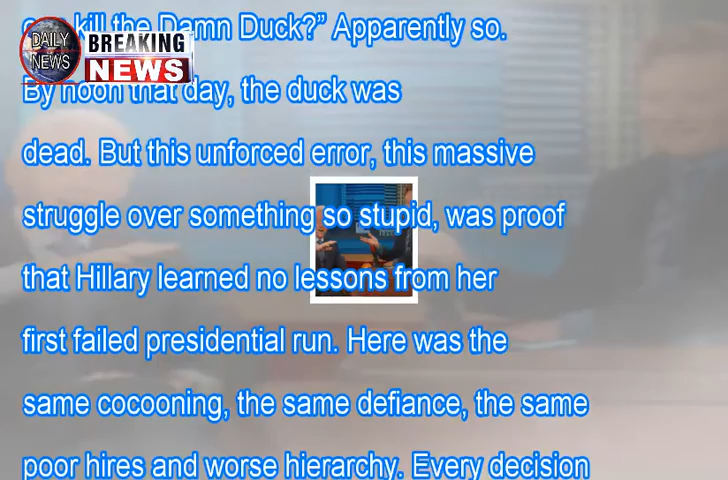 kill the Damn Duck?” Apparently so.
DAILY
NEWS
BREAKING
NEWS
By noon that day, the duck was
dead. But this unforced error, this massive
struggle over something so stupid, was proof
that Hillary learned no lessons from her
first failed presidential run. Here was the
same cocooning, the same defiance, the same
poor hires and worse hierarchy. Every decision